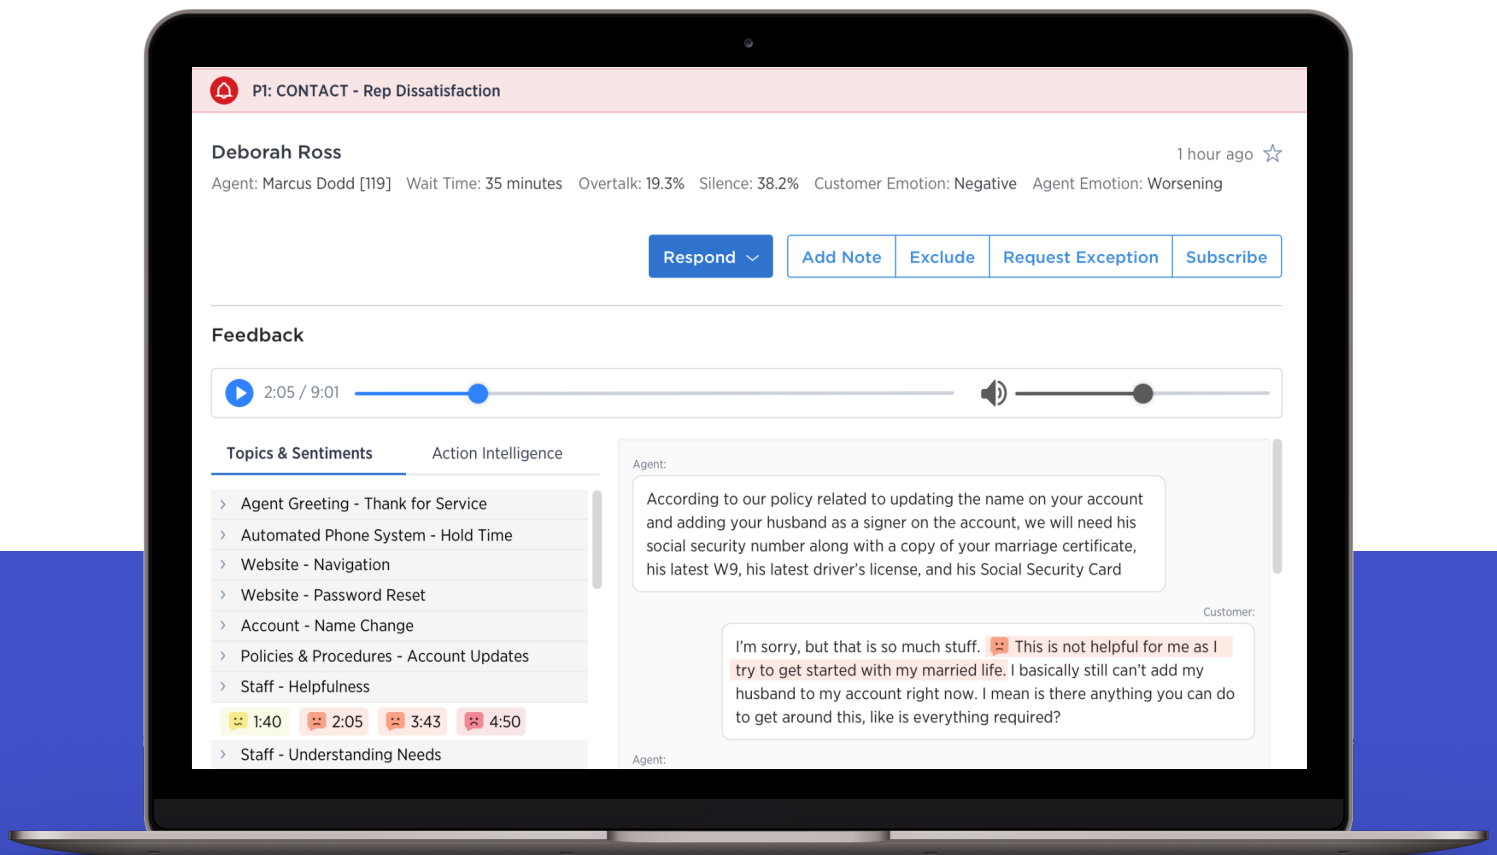 P1: CONTACT - Rep Dissatisfaction
Deborah Ross
1 hour ago
Agent: Marcus Dodd [119] Wait Time: 35 minutes Overtalk: 19.3% Silence: 38.2% Customer Emotion: Negative Agent Emotion: Worsening
Respond Add Note Exclude Request Exception Subscribe
Feedback
2:05 / 9:01
Topics & Sentiments Action Intelligence
Agent Greeting - Thank for Service
Automated Phone System - Hold Time
Website - Navigation
Website - Password Reset
Account - Name Change
Policies & Procedures - Account Updates
Staff - Helpfulness
1:40 2:05 3:43 4:50
Staff - Understanding Needs
Agent:
According to our policy related to updating the name on your account
and adding your husband as a signer on the account, we will need his
social security number along with a copy of your marriage certificate,
his latest W9, his latest driver's license, and his Social Security Card
Customer:
I'm sorry, but that is so much stuff. This is not helpful for me as I
try to get started with my married life. I basically still can't add my
husband to my account right now. I mean is there anything you can do
to get around this, like is everything required?
Agent: